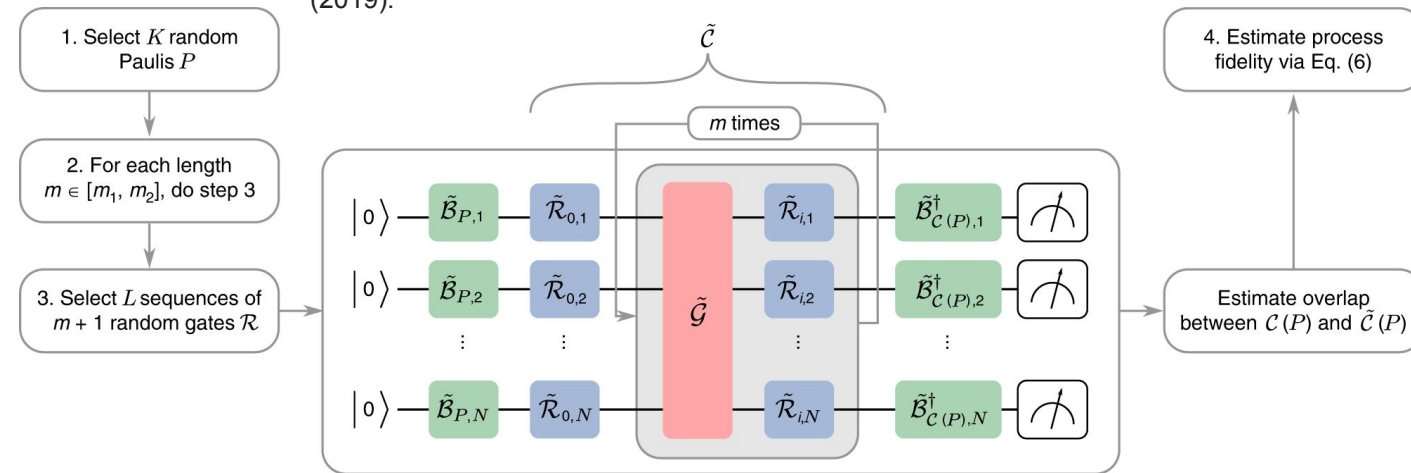 (2019).
1. Select K random
Paulis P
2. For each length
m ∈ [m₁, m₂], do step 3
3. Select L sequences of
m + 1 random gates ℛ
𝒞̃
m times
|0⟩ ℬ̃_{P,1} ℛ̃_{0,1} ℛ̃_{i,1} ℬ̃†_{𝒞(P),1}
|0⟩ ℬ̃_{P,2} ℛ̃_{0,2} 𝒢̃ ℛ̃_{i,2} ℬ̃†_{𝒞(P),2}
⋮ ⋮ ⋮ ⋮
|0⟩ ℬ̃_{P,N} ℛ̃_{0,N} ℛ̃_{i,N} ℬ̃†_{𝒞(P),N}
4. Estimate process
fidelity via Eq. (6)
Estimate overlap
between 𝒞(P) and 𝒞̃(P)